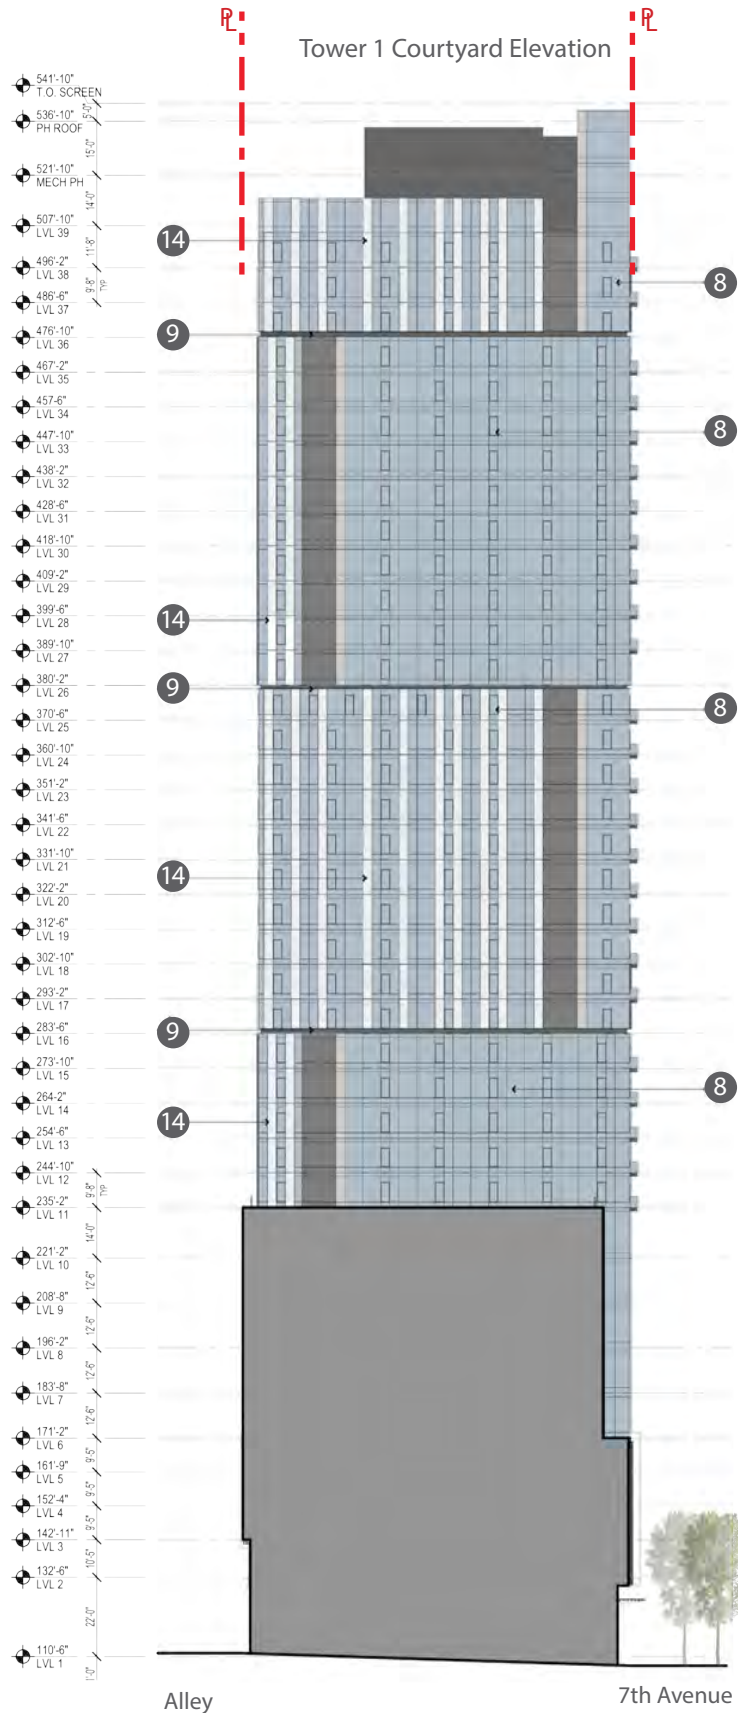 PL
PL
Tower 1 Courtyard Elevation
541'-10"
T.O. SCREEN
5'-0"
536'-10"
PH ROOF
15'-0"
521'-10"
MECH PH
14'-0"
507'-10"
LVL 39
14
11'-8"
496'-2"
LVL 38
8
9'-8"
TYP
486'-6"
LVL 37
9
476'-10"
LVL 36
467'-2"
LVL 35
457'-6"
LVL 34
8
447'-10"
LVL 33
438'-2"
LVL 32
428'-6"
LVL 31
418'-10"
LVL 30
409'-2"
LVL 29
399'-6"
LVL 28
14
389'-10"
LVL 27
380'-2"
LVL 26
9
8
370'-6"
LVL 25
360'-10"
LVL 24
351'-2"
LVL 23
341'-6"
LVL 22
331'-10"
LVL 21
14
322'-2"
LVL 20
312'-6"
LVL 19
302'-10"
LVL 18
293'-2"
LVL 17
283'-6"
LVL 16
9
273'-10"
LVL 15
8
264'-2"
LVL 14
14
254'-6"
LVL 13
244'-10"
LVL 12
9'-8"
TYP
235'-2"
LVL 11
14'-0"
221'-2"
LVL 10
12'-6"
208'-8"
LVL 9
12'-6"
196'-2"
LVL 8
12'-6"
183'-8"
LVL 7
12'-6"
171'-2"
LVL 6
9'-5"
161'-9"
LVL 5
9'-5"
152'-4"
LVL 4
9'-5"
142'-11"
LVL 3
10'-5"
132'-6"
LVL 2
22'-0"
110'-6"
LVL 1
1'-0"
Alley
7th Avenue